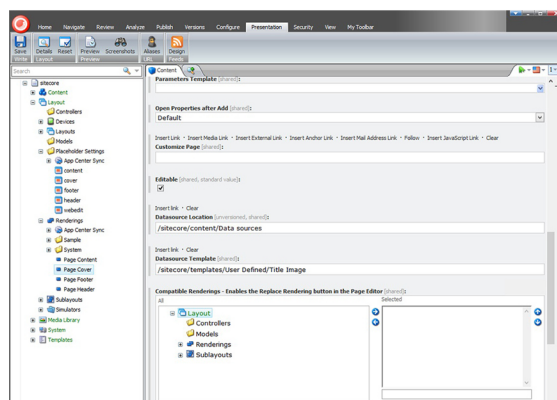 Home Navigate Review Analyze Publish Versions Configure Presentation Security View My Toolbar
Save Details Reset Preview Screenshots Aliases Design
Write Layout Preview URL Feeds
Search
Content
sitecore
Content
Layout
Controllers
Devices
Layouts
Models
Placeholder Settings
App Center Sync
content
cover
footer
header
webedit
Renderings
App Center Sync
Sample
System
Page Content
Page Cover
Page Footer
Page Header
Sublayouts
Simulators
Media Library
System
Templates
Parameters Template [shared]:
Open Properties after Add [shared]:
Default
Insert Link • Insert Media Link • Insert External Link • Insert Anchor Link • Insert Mail Address Link • Follow • Insert JavaScript Link • Clear
Customize Page [shared]:
Editable [shared, standard value]:
Insert link • Clear
Datasource Location [unversioned, shared]:
/sitecore/content/Data sources
Insert link • Clear
Datasource Template [shared]:
/sitecore/templates/User Defined/Title Image
Compatible Renderings - Enables the Replace Rendering button in the Page Editor [shared]:
All Selected
Layout
Controllers
Models
Renderings
Sublayouts